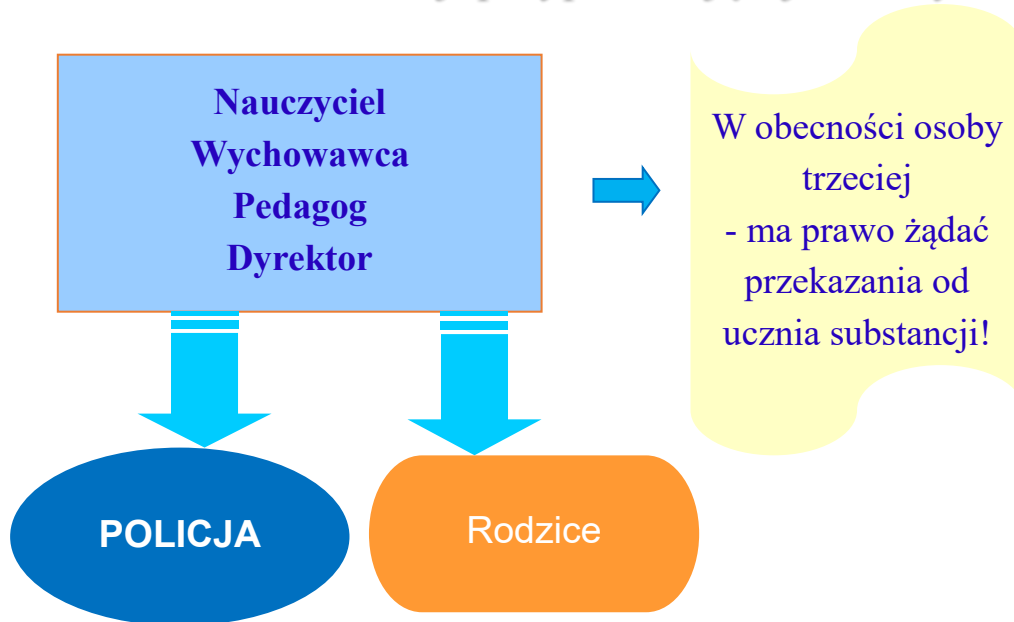 Nauczyciel
Wychowawca
Pedagog
Dyrektor
W obecności osoby
trzeciej
- ma prawo żądać
przekazania od
ucznia substancji!
POLICJA
Rodzice